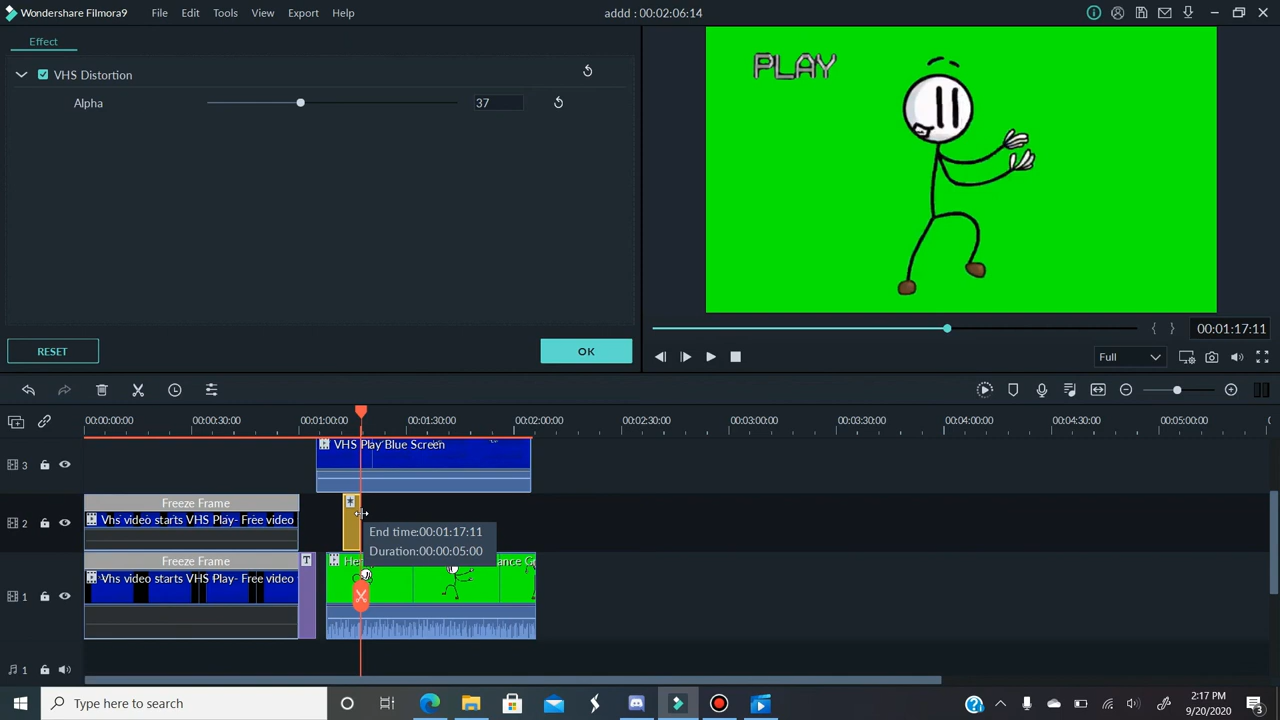 Wondershare Filmora9 File Edit Tools View Export Help addd : 00:02:06:14
Effect
VHS Distortion
Alpha 37
PLAY
RESET OK
00:01:17:11
Full
00:00:00:00 00:00:30:00 00:01:00:00 00:01:30:00 00:02:00:00 00:02:30:00 00:03:00:00 00:03:30:00 00:04:00:00 00:04:30:00 00:05:00:00
3 VHS Play Blue Screen
Freeze Frame
2 Vhs video starts VHS Play- Free video
End time:00:01:17:11
Duration:00:00:05:00
Freeze Frame T He ance G
1 Vhs video starts VHS Play- Free video
1
Type here to search
2:17 PM
9/20/2020
3